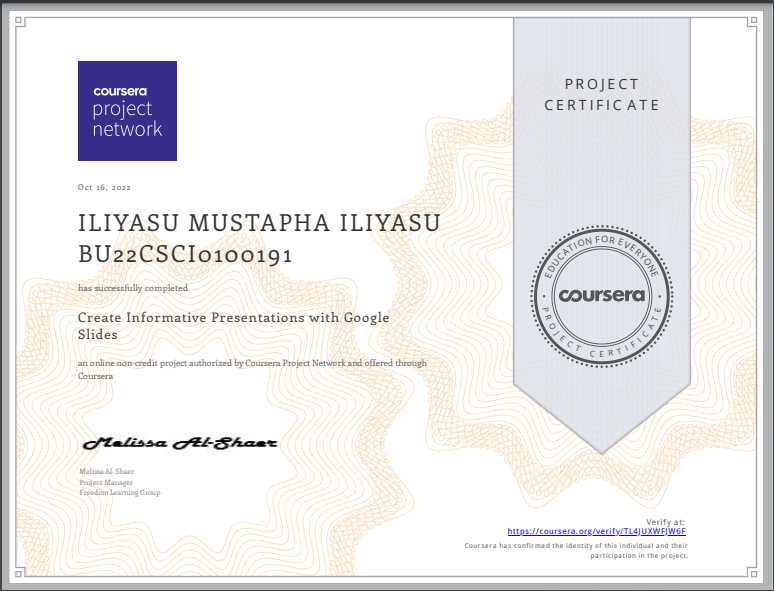 coursera
project
network
PROJECT
CERTIFICATE
Oct 16, 2022
ILIYASU MUSTAPHA ILIYASU
BU22CSCI0100191
has successfully completed
Create Informative Presentations with Google
Slides
an online non-credit project authorized by Coursera Project Network and offered through
Coursera
EDUCATION FOR EVERYONE
coursera
PROJECT CERTIFICATE
Melissa Al-Shaer
Melissa Al-Shaer
Project Manager
Freedom Learning Group
Verify at:
https://coursera.org/verify/TL4JUXWFJW6F
Coursera has confirmed the identity of this individual and their
participation in the project.